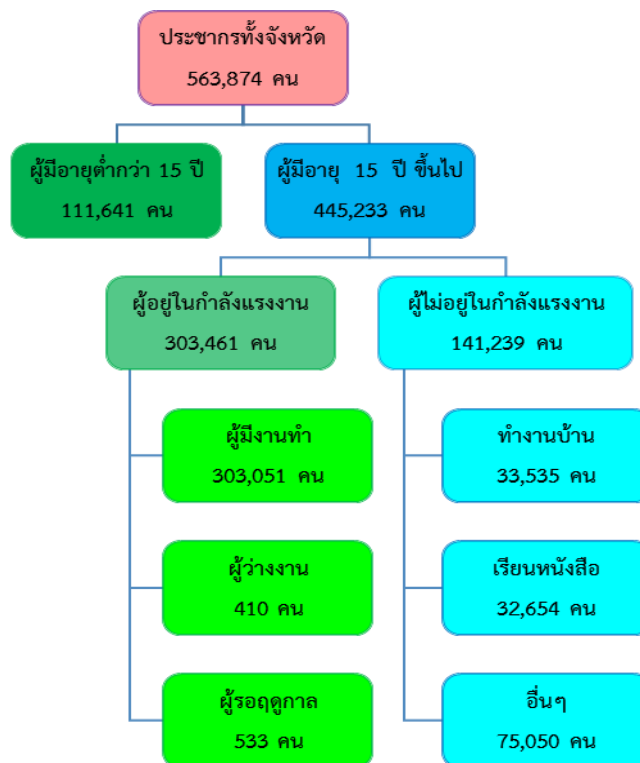 ประชากรทั้งจังหวัด
563,874 คน
ผู้มีอายุต่ำกว่า 15 ปี
111,641 คน
ผู้มีอายุ 15 ปี ขึ้นไป
445,233 คน
ผู้อยู่ในกำลังแรงงาน
303,461 คน
ผู้ไม่อยู่ในกำลังแรงงาน
141,239 คน
ผู้มีงานทำ
303,051 คน
ทำงานบ้าน
33,535 คน
ผู้ว่างงาน
410 คน
เรียนหนังสือ
32,654 คน
ผู้รอฤดูกาล
533 คน
อื่นๆ
75,050 คน